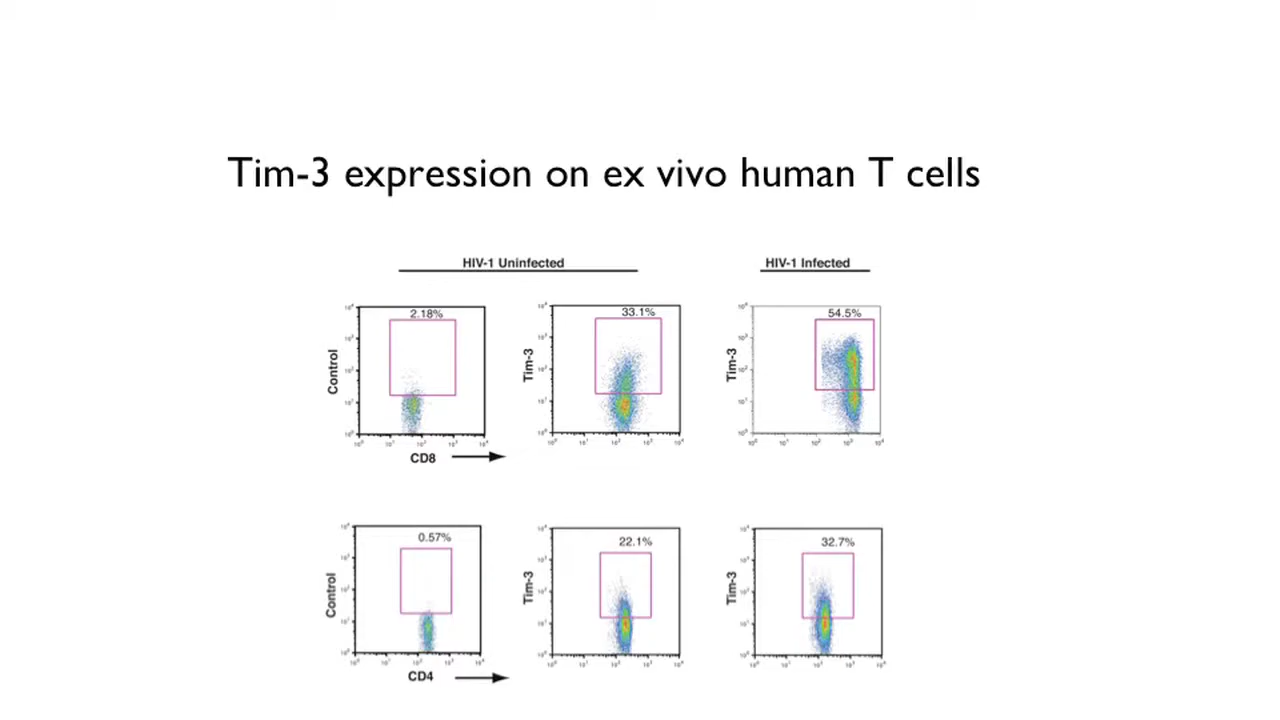 Tim-3 expression on ex vivo human T cells
HIV-1 Uninfected
HIV-1 Infected
2.18%
33.1%
54.5%
Control
Tim-3
Tim-3
CD8
0.57%
22.1%
32.7%
Control
Tim-3
Tim-3
CD4